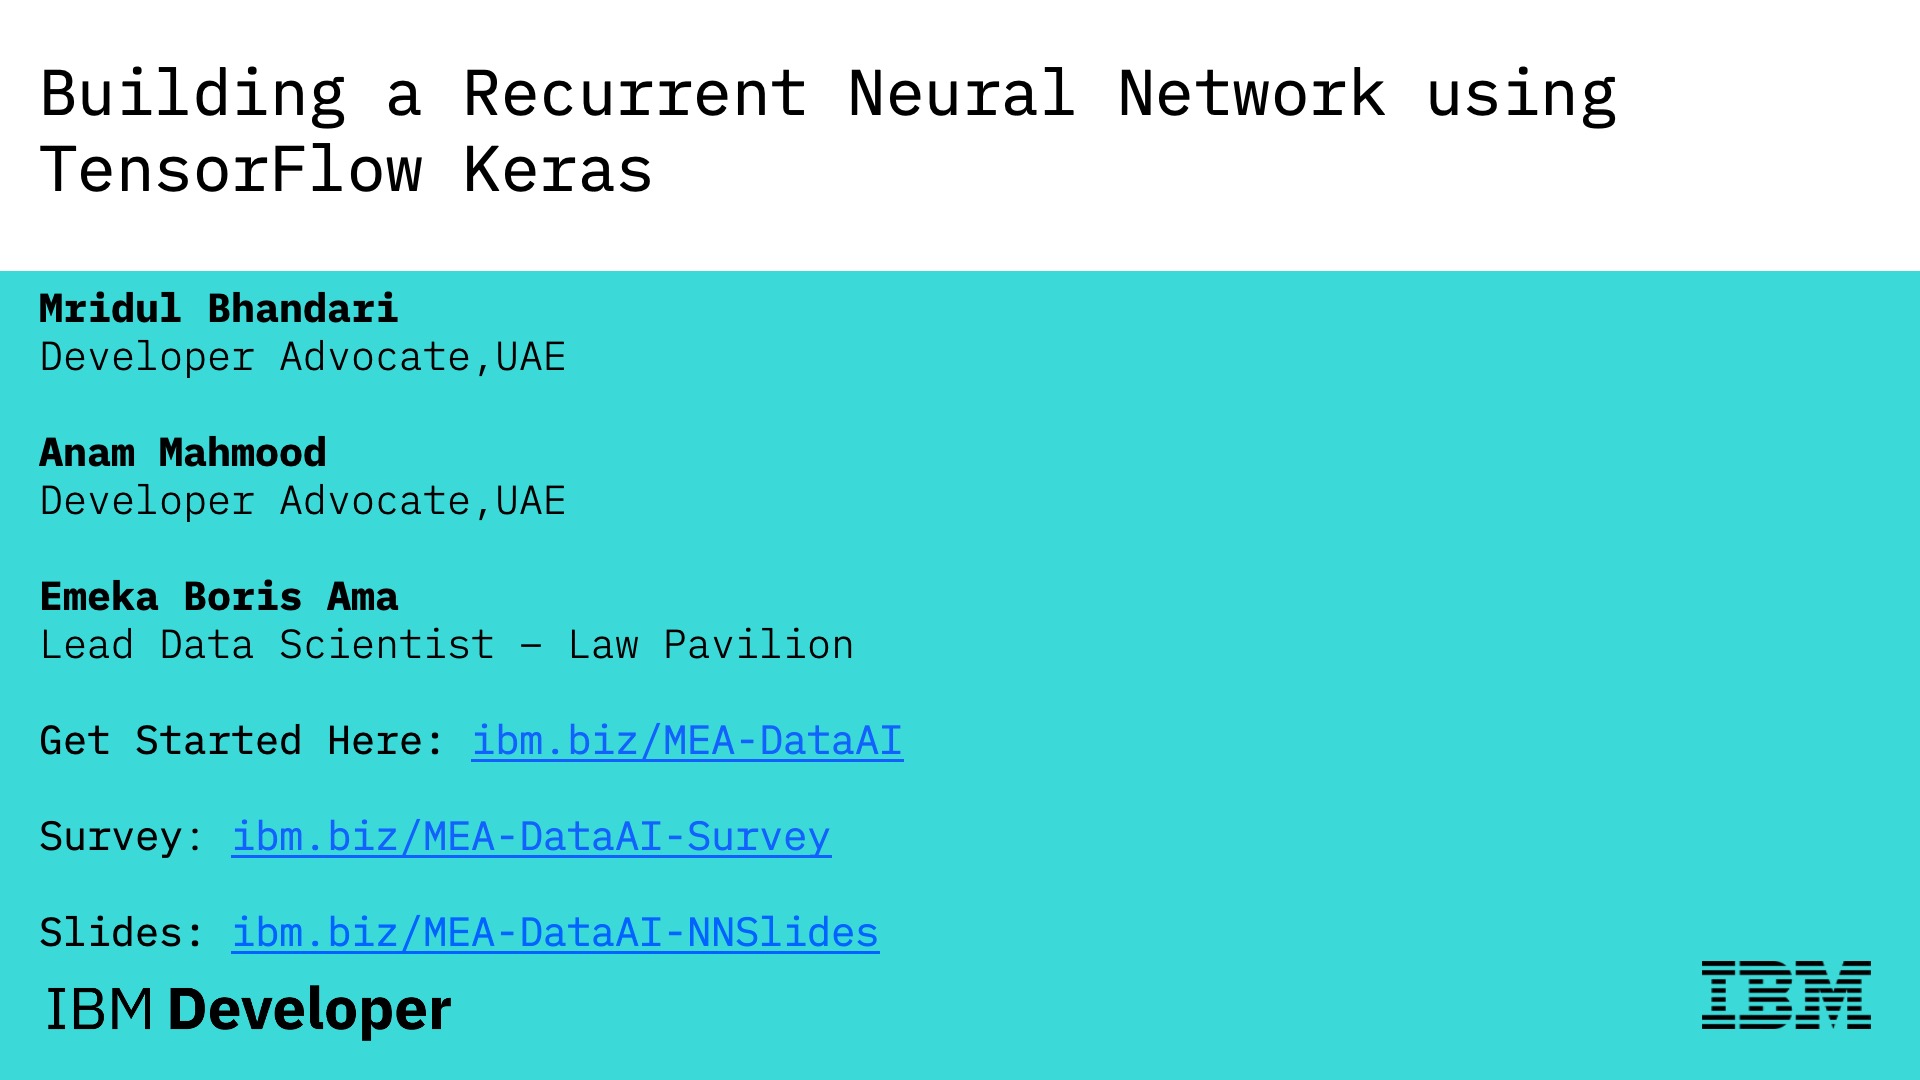 Building a Recurrent Neural Network using
TensorFlow Keras
Mridul Bhandari
Developer Advocate,UAE
Anam Mahmood
Developer Advocate,UAE
Emeka Boris Ama
Lead Data Scientist – Law Pavilion
Get Started Here: ibm.biz/MEA-DataAI
Survey: ibm.biz/MEA-DataAI-Survey
Slides: ibm.biz/MEA-DataAI-NNSlides
IBM Developer
IBM